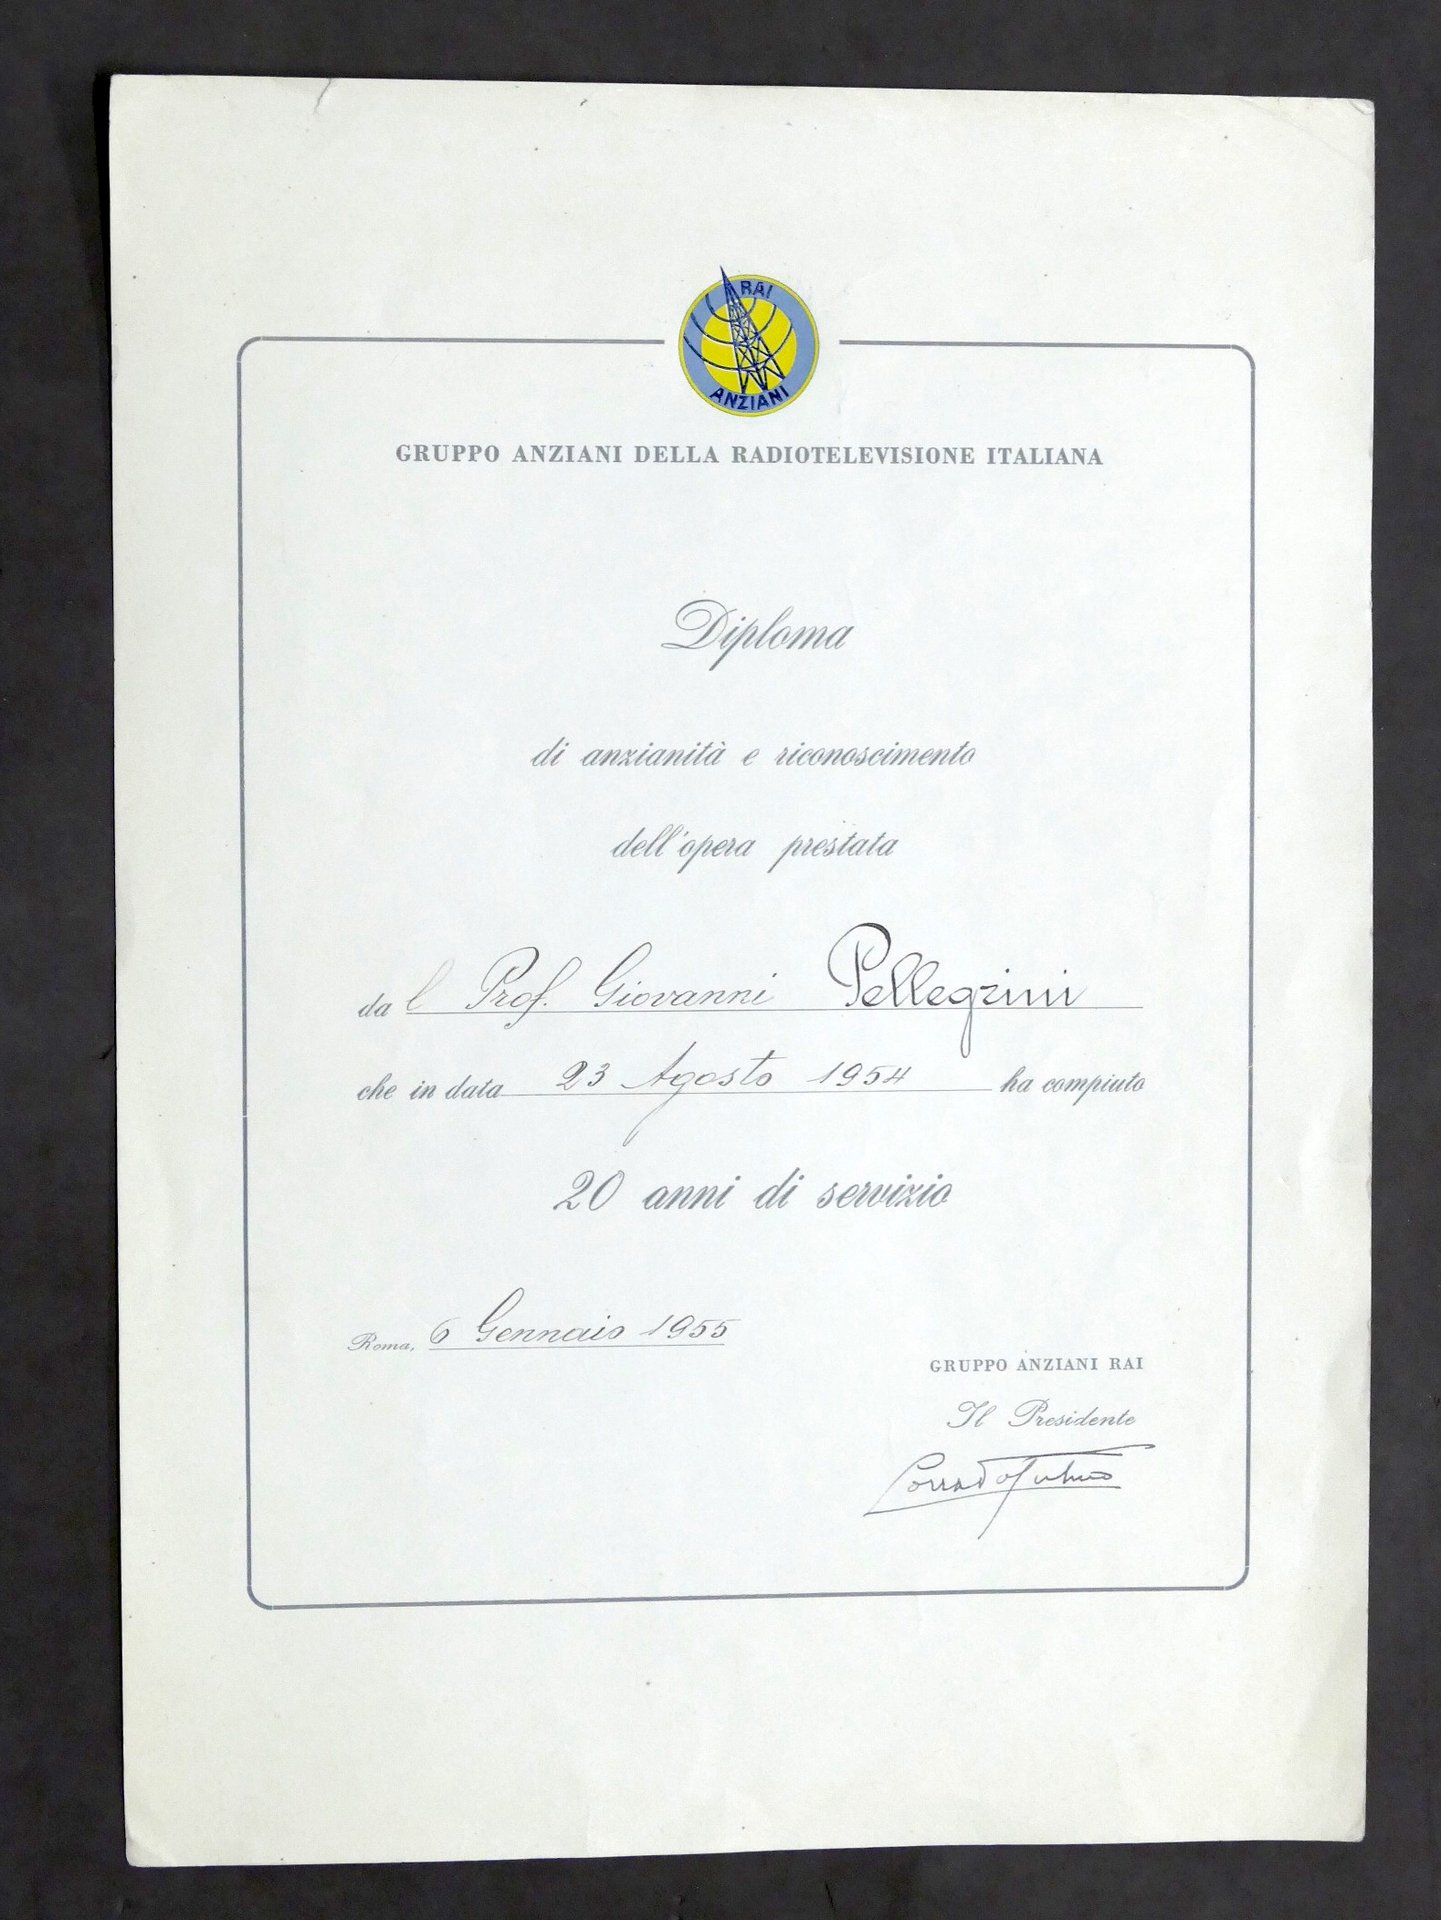 RAI
ANZIANI
GRUPPO ANZIANI DELLA RADIOTELEVISIONE ITALIANA
Diploma
di anzianità e riconoscimento
dell'opera prestata
dal Prof. Giovanni Pellegrini
che in data 23 Agosto 1954 ha compiuto
20 anni di servizio
Roma, 6 Gennaio 1955
GRUPPO ANZIANI RAI
Il Presidente
Corrado